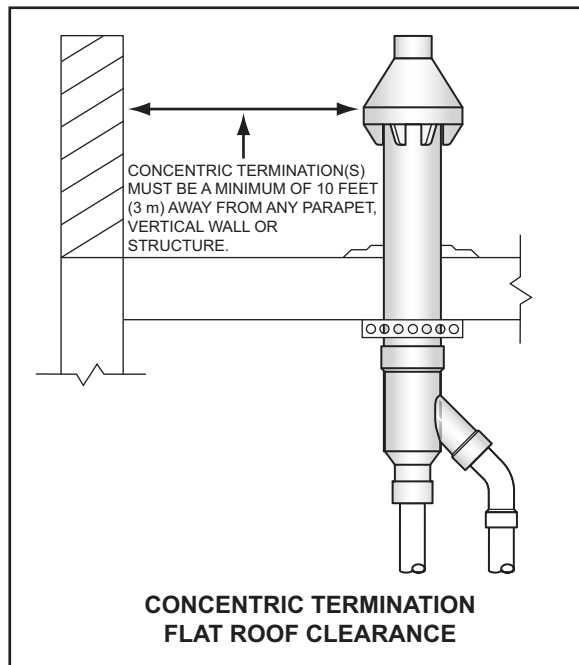 CONCENTRIC TERMINATION(S)
MUST BE A MINIMUM OF 10 FEET
(3 m) AWAY FROM ANY PARAPET,
VERTICAL WALL OR
STRUCTURE.
CONCENTRIC TERMINATION
FLAT ROOF CLEARANCE